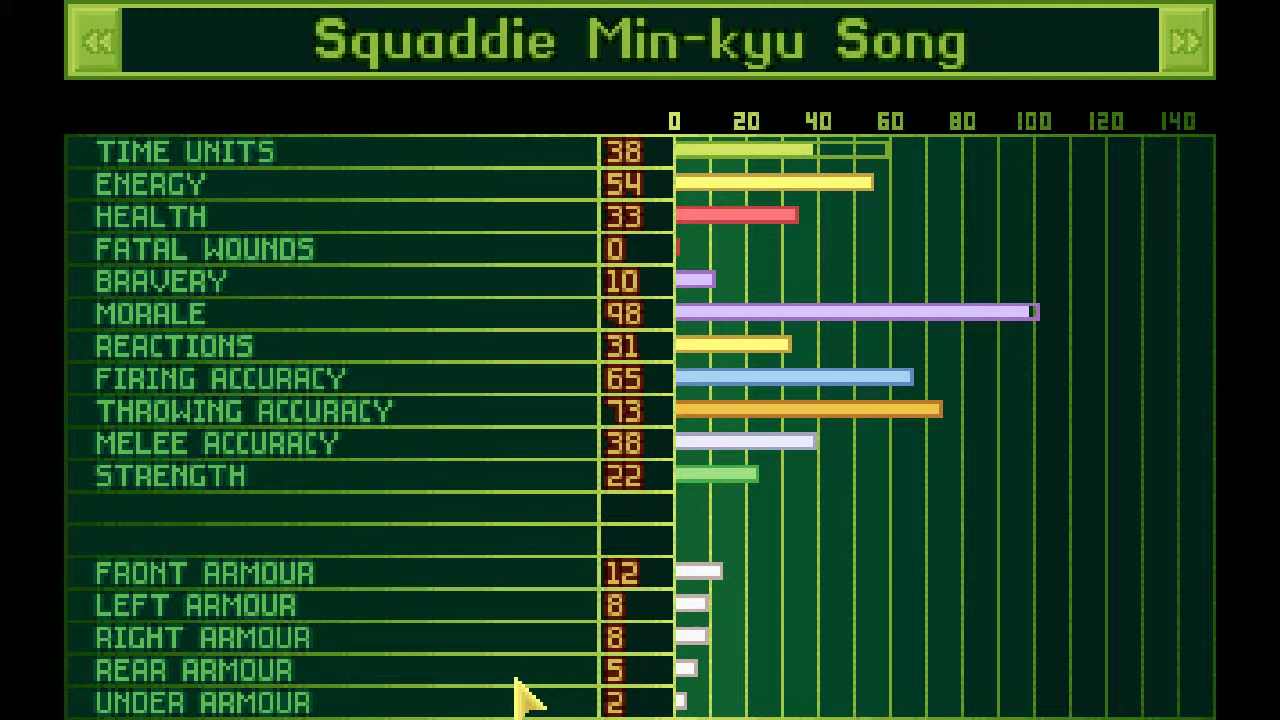 Squaddie Min-kyu Song
0 20 40 60 80 100 120 140
TIME UNITS 38
ENERGY 54
HEALTH 33
FATAL WOUNDS 0
BRAVERY 10
MORALE 98
REACTIONS 31
FIRING ACCURACY 65
THROWING ACCURACY 73
MELEE ACCURACY 38
STRENGTH 22
FRONT ARMOUR 12
LEFT ARMOUR 8
RIGHT ARMOUR 8
REAR ARMOUR 5
UNDER ARMOUR 2